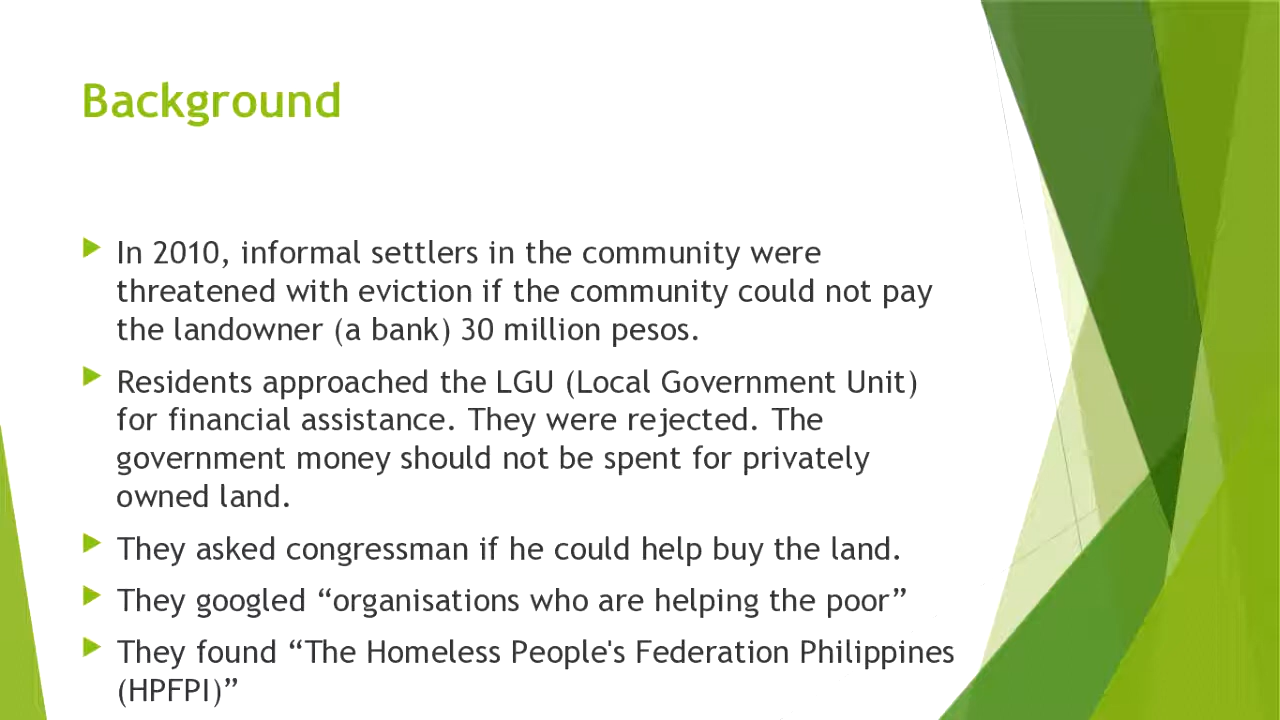 Background
In 2010, informal settlers in the community were
threatened with eviction if the community could not pay
the landowner (a bank) 30 million pesos.
Residents approached the LGU (Local Government Unit)
for financial assistance. They were rejected. The
government money should not be spent for privately
owned land.
They asked congressman if he could help buy the land.
They googled “organisations who are helping the poor”
They found “The Homeless People's Federation Philippines
(HPFPI)”